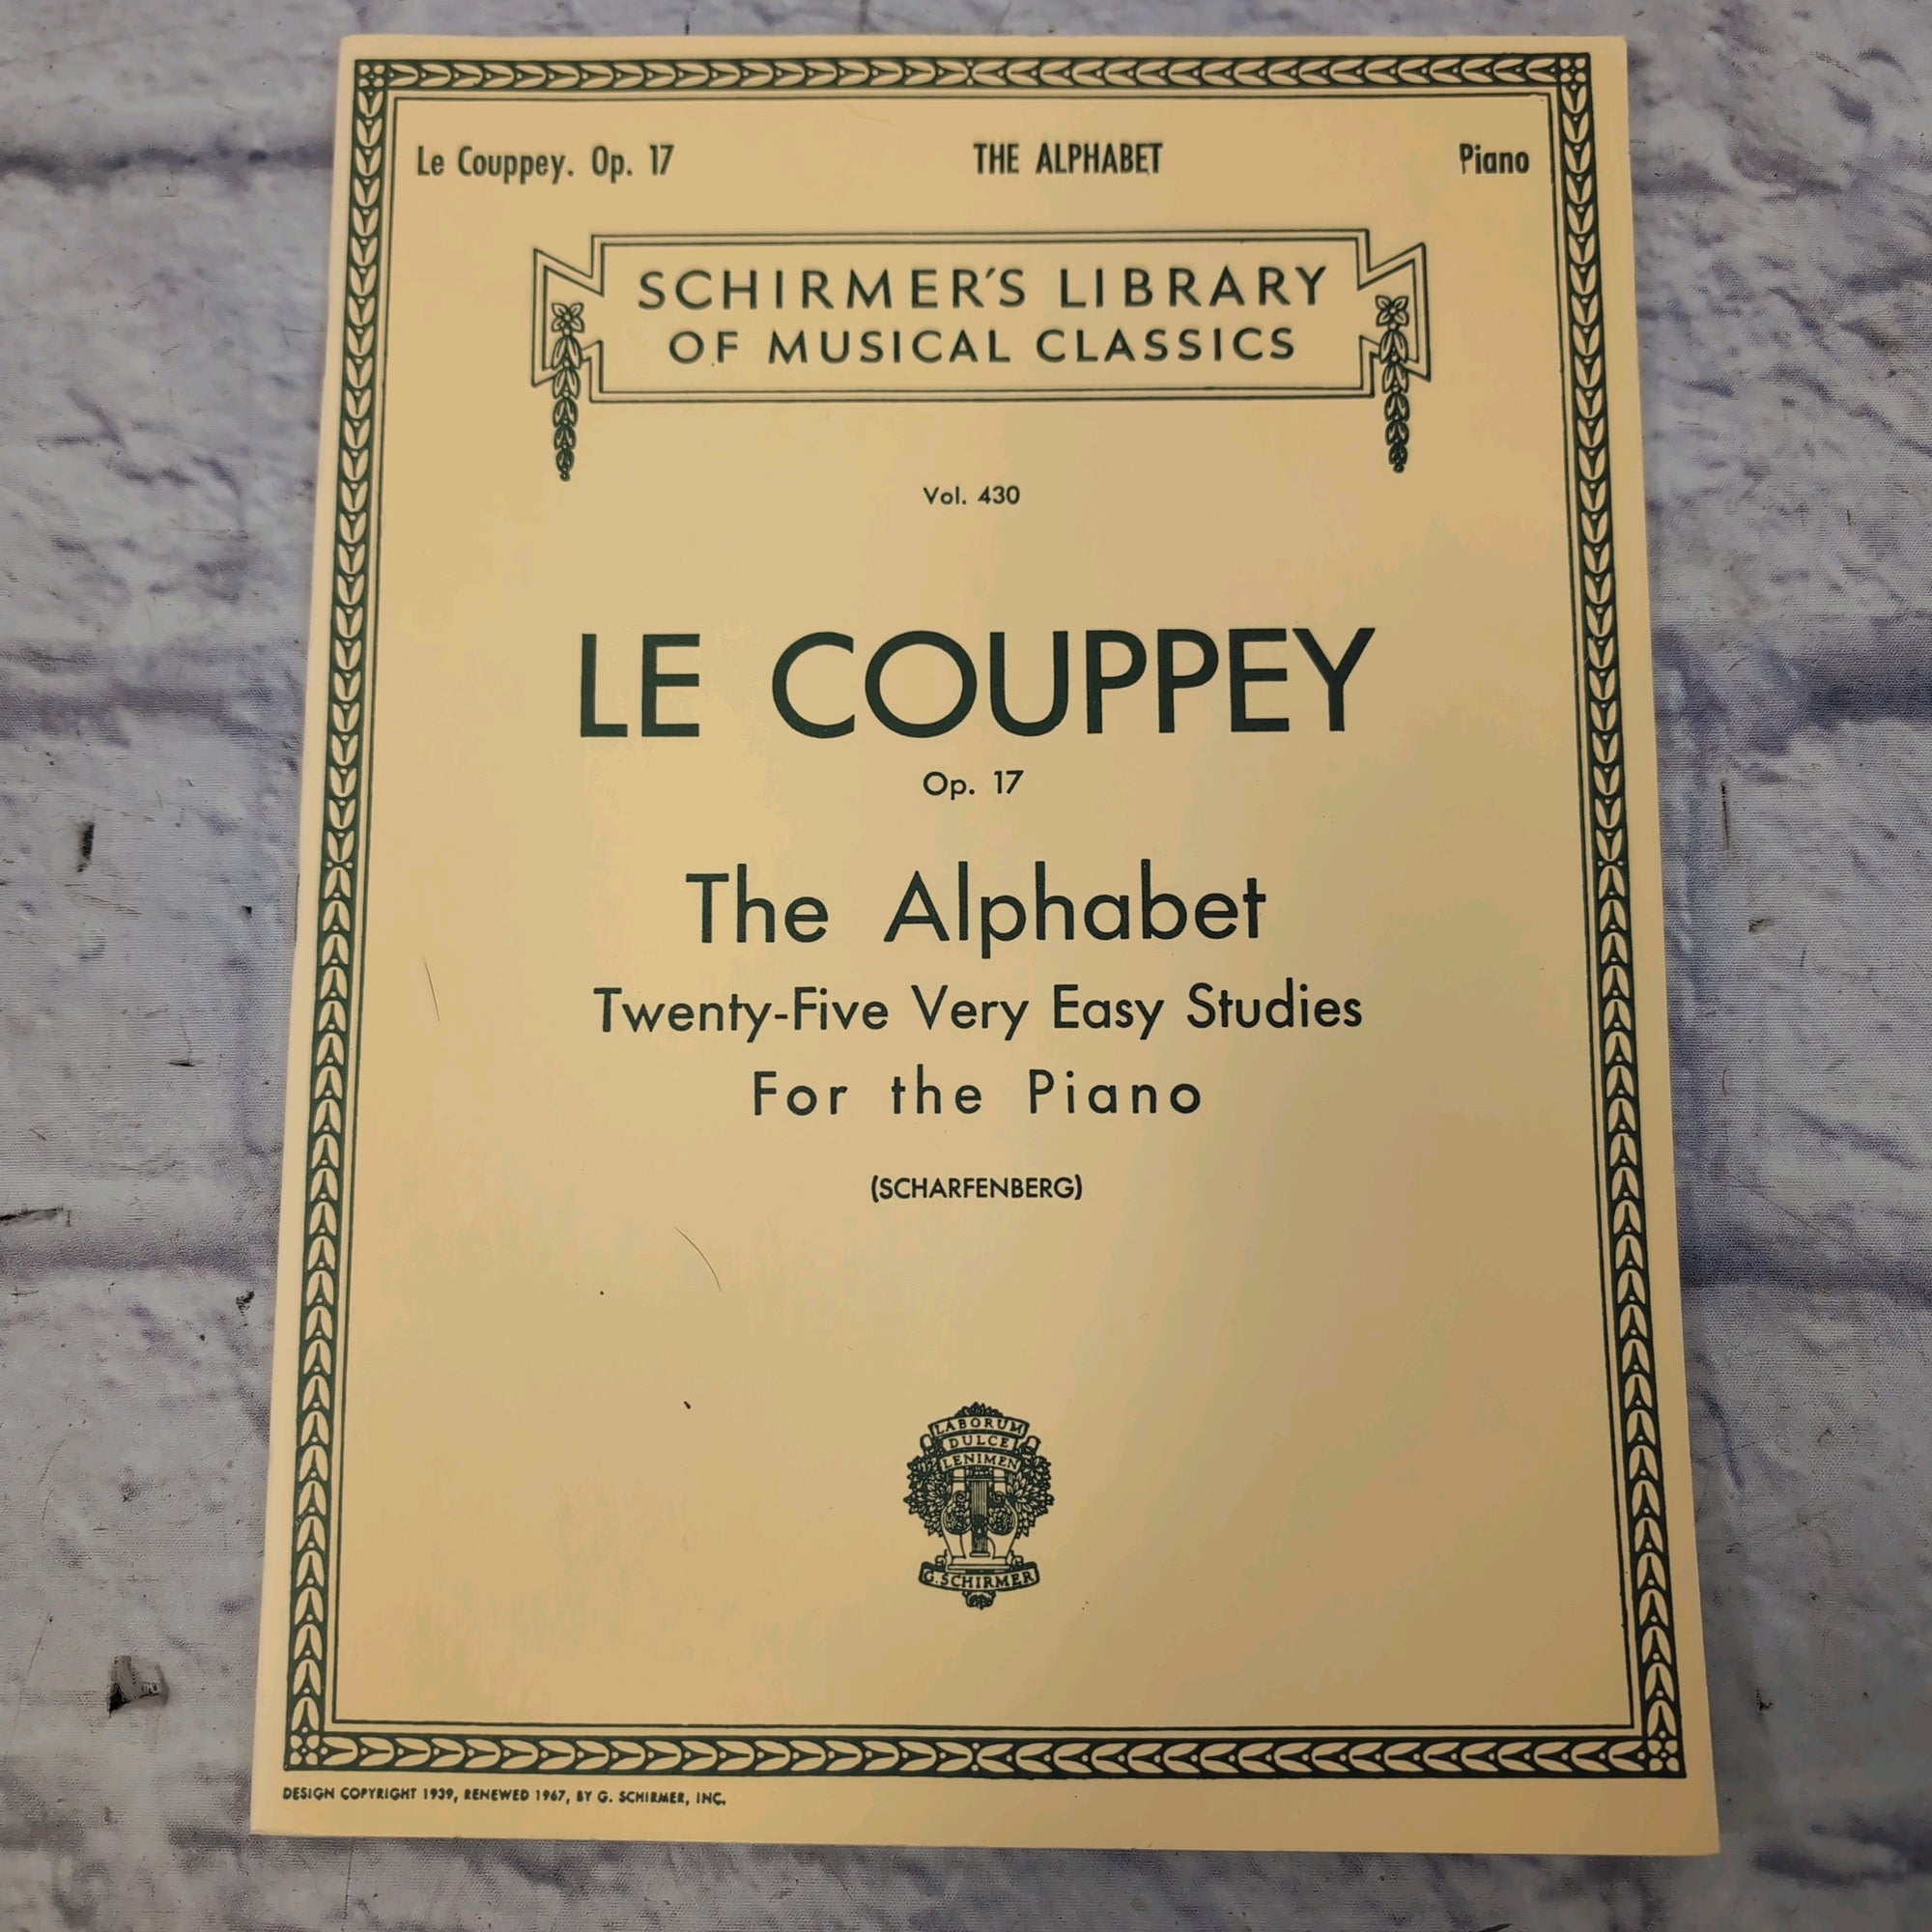 Le Couppey. Op. 17 THE ALPHABET Piano
SCHIRMER'S LIBRARY
OF MUSICAL CLASSICS
Vol. 430
LE COUPPEY
Op. 17
The Alphabet
Twenty-Five Very Easy Studies
For the Piano
(SCHARFENBERG)
LABORUM
DULCE
LENIMEN
G. SCHIRMER
DESIGN COPYRIGHT 1939, RENEWED 1967, BY G. SCHIRMER, INC.